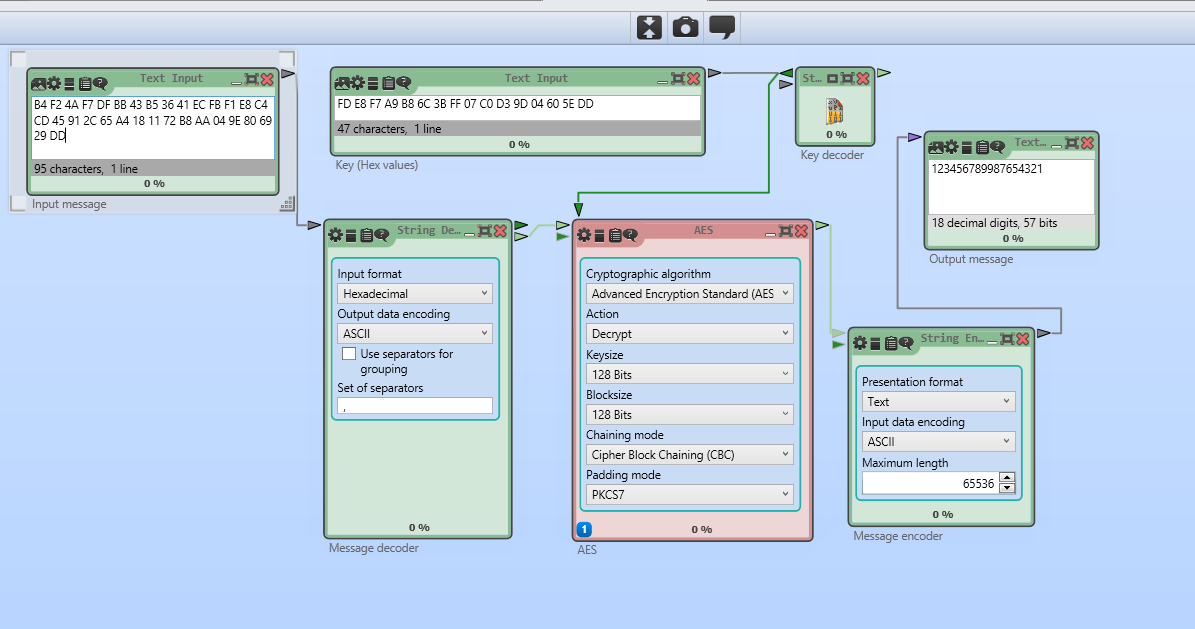 Text Input
B4 F2 4A F7 DF BB 43 B5 36 41 EC FB F1 E8 C4
CD 45 91 2C 65 A4 18 11 72 B8 AA 04 9E 80 69
29 DD
95 characters, 1 line
0 %
Input message
Text Input
FD E8 F7 A9 B8 6C 3B FF 07 C0 D3 9D 04 60 5E DD
47 characters, 1 line
0 %
Key (Hex values)
St...
0 %
Key decoder
Text...
123456789987654321
18 decimal digits, 57 bits
0 %
Output message
String De...
Input format
Hexadecimal
Output data encoding
ASCII
Use separators for
grouping
Set of separators
,
0 %
Message decoder
AES
Cryptographic algorithm
Advanced Encryption Standard (AES
Action
Decrypt
Keysize
128 Bits
Blocksize
128 Bits
Chaining mode
Cipher Block Chaining (CBC)
Padding mode
PKCS7
1
0 %
AES
String En...
Presentation format
Text
Input data encoding
ASCII
Maximum length
65536
0 %
Message encoder